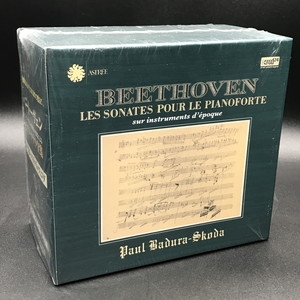 ASTRÉE
BEETHOVEN
LES SONATES POUR LE PIANOFORTE
sur instruments d'époque
Paul Badura-Skoda